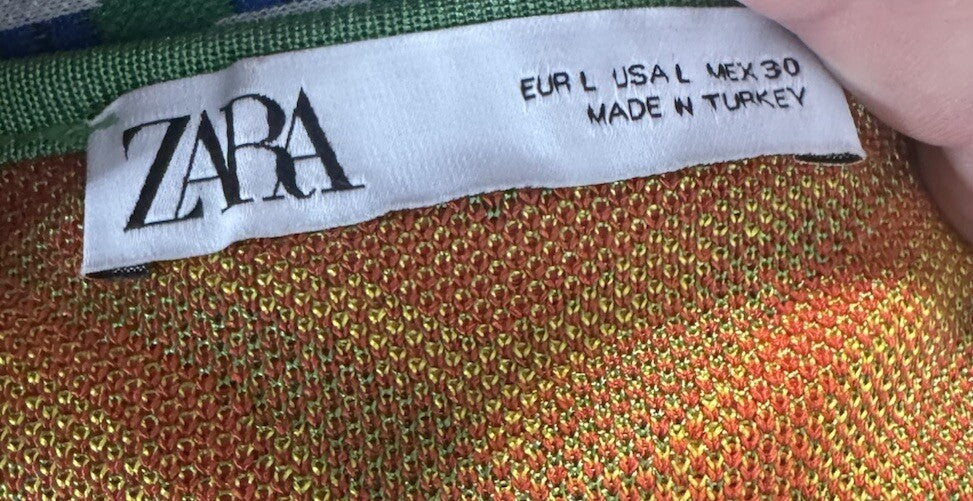 ZARA
EUR L USA L MEX 30
MADE IN TURKEY